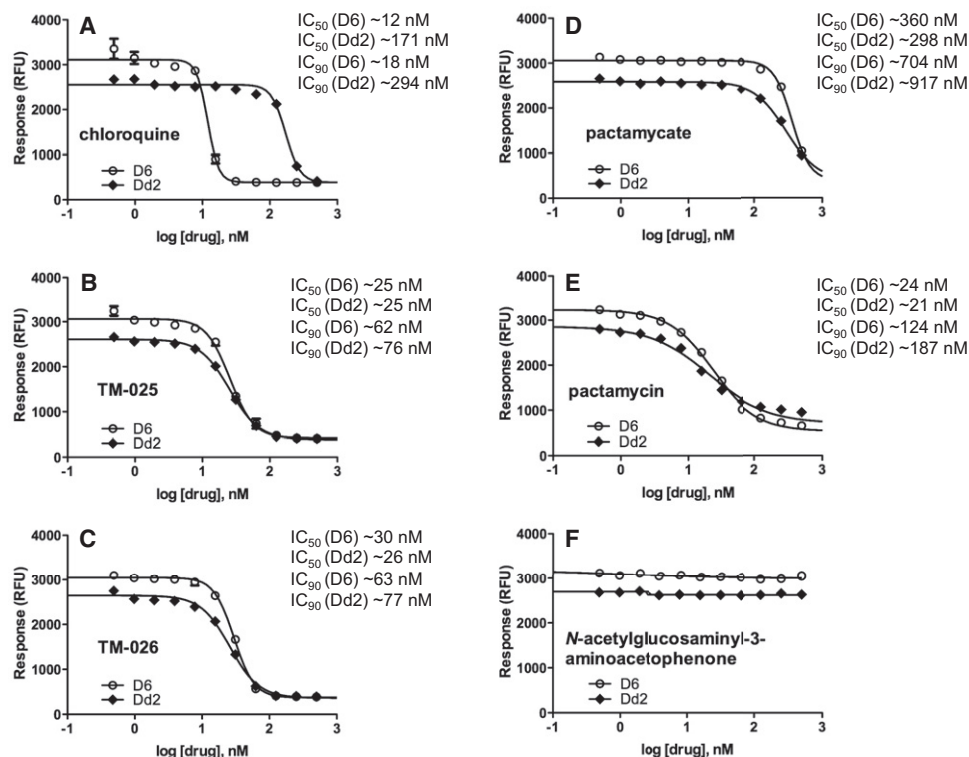 A
IC50 (D6) ~12 nM
IC50 (Dd2) ~171 nM
IC90 (D6) ~18 nM
IC90 (Dd2) ~294 nM
4000
3000
2000
1000
0
Response (RFU)
chloroquine
D6
Dd2
-1 0 1 2 3
log [drug], nM
B
IC50 (D6) ~25 nM
IC50 (Dd2) ~25 nM
IC90 (D6) ~62 nM
IC90 (Dd2) ~76 nM
4000
3000
2000
1000
0
Response (RFU)
TM-025
D6
Dd2
-1 0 1 2 3
log [drug], nM
C
IC50 (D6) ~30 nM
IC50 (Dd2) ~26 nM
IC90 (D6) ~63 nM
IC90 (Dd2) ~77 nM
4000
3000
2000
1000
0
Response (RFU)
TM-026
D6
Dd2
-1 0 1 2 3
log [drug], nM
D
IC50 (D6) ~360 nM
IC50 (Dd2) ~298 nM
IC90 (D6) ~704 nM
IC90 (Dd2) ~917 nM
4000
3000
2000
1000
0
Response (RFU)
pactamycate
D6
Dd2
-1 0 1 2 3
log [drug], nM
E
IC50 (D6) ~24 nM
IC50 (Dd2) ~21 nM
IC90 (D6) ~124 nM
IC90 (Dd2) ~187 nM
4000
3000
2000
1000
0
Response (RFU)
pactamycin
D6
Dd2
-1 0 1 2 3
log [drug], nM
F
4000
3000
2000
1000
0
Response (RFU)
N-acetylglucosaminyl-3-
aminoacetophenone
D6
Dd2
-1 0 1 2 3
log [drug], nM